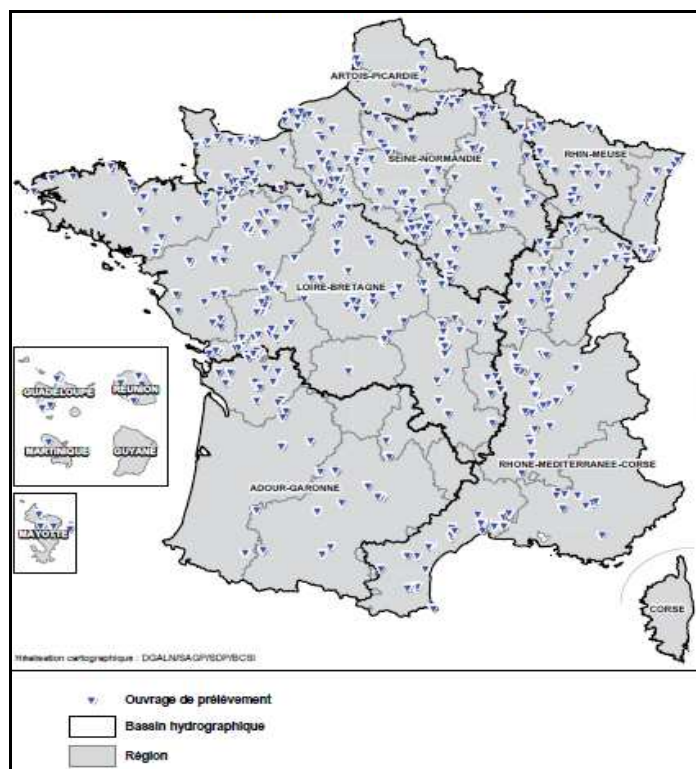 ARTOIS-PICARDIE
SEINE-NORMANDIE
RHIN-MEUSE
LOIRE-BRETAGNE
GUADELOUPE
REUNION
MARTINIQUE
GUYANE
RHONE-MEDITERRANEE-CORSE
ADOUR-GARONNE
MAYOTTE
CORSE
Réalisation cartographique : DGALN/SAGP/SDP/BCSI
Ouvrage de prélèvement
Bassin hydrographique
Région